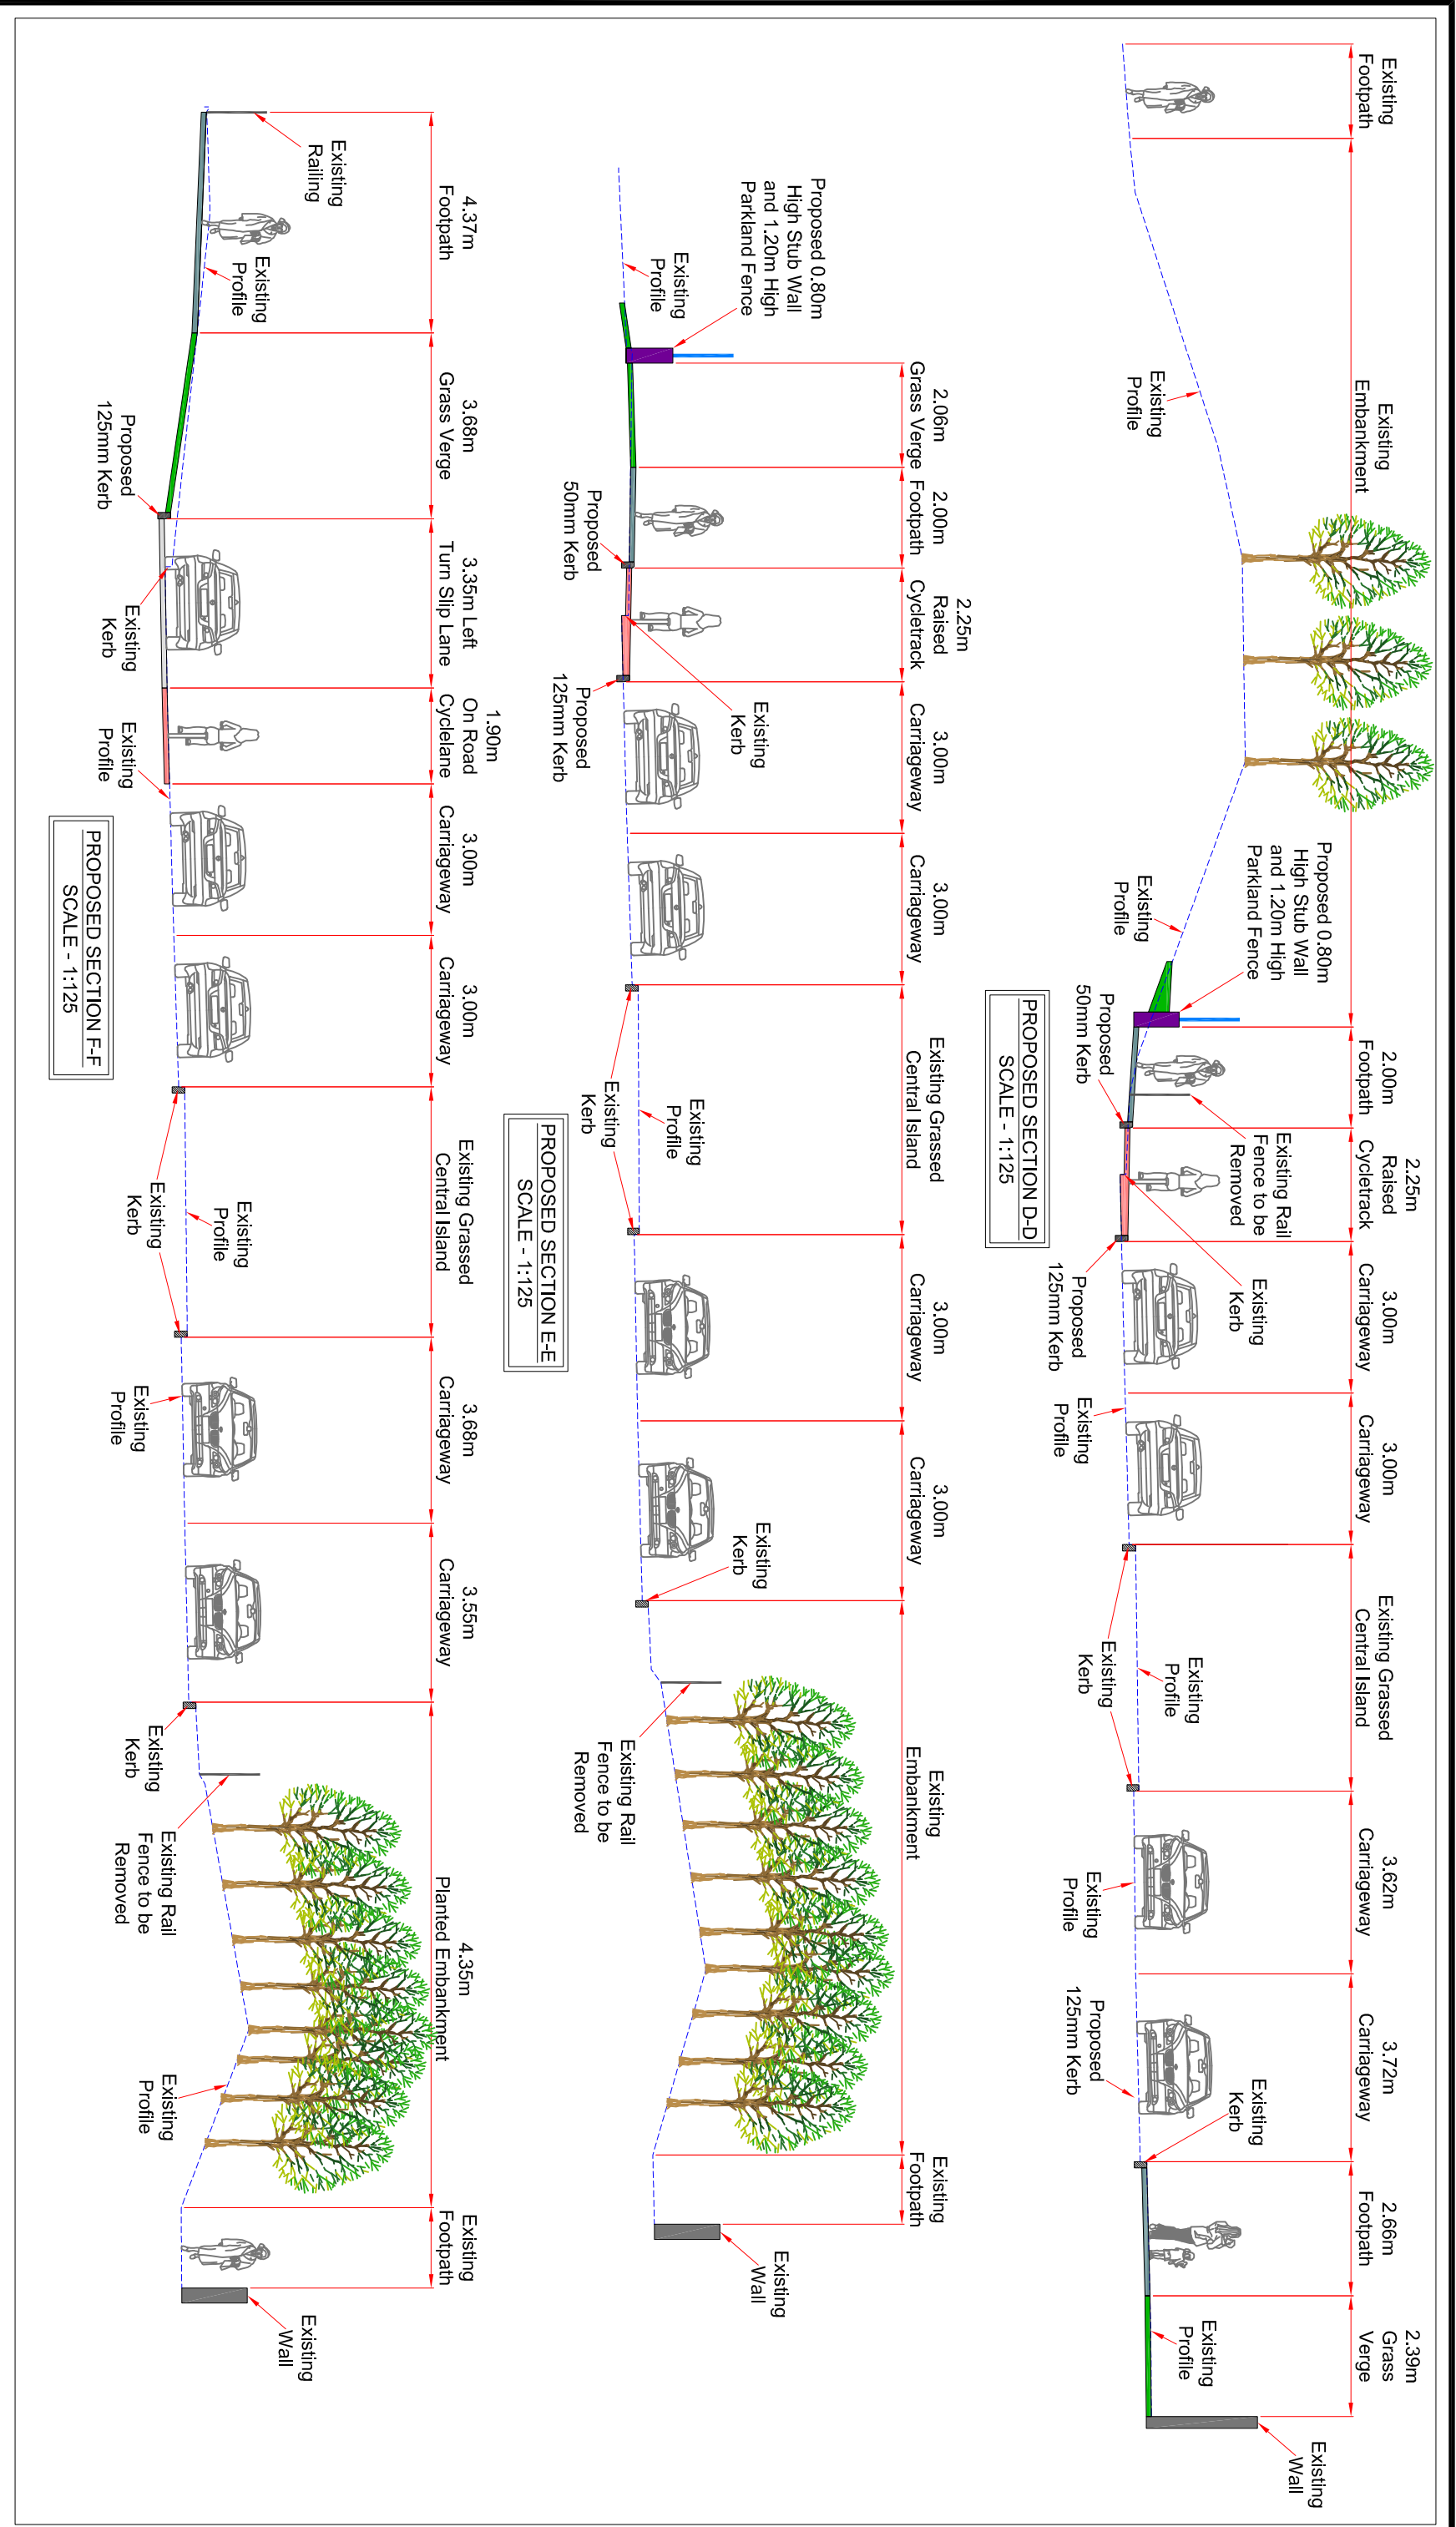 Existing
Footpath
Existing
Embankment
2.00m
Footpath
2.25m
Raised
Cycletrack
3.00m
Carriageway
3.00m
Carriageway
Existing Grassed
Central Island
3.62m
Carriageway
3.72m
Carriageway
2.66m
Footpath
2.39m
Grass
Verge
Existing
Profile
Proposed 0.80m
High Stub Wall
and 1.20m High
Parkland Fence
Existing
Profile
Proposed
50mm Kerb
Existing Rail
Fence to be
Removed
Existing
Kerb
Proposed
125mm Kerb
Existing
Profile
Existing
Kerb
Existing
Profile
Existing
Profile
Proposed
125mm Kerb
Existing
Kerb
Existing
Profile
Existing
Wall
PROPOSED SECTION D-D
SCALE - 1:125
Proposed 0.80m
High Stub Wall
and 1.20m High
Parkland Fence
Existing
Profile
2.06m
Grass Verge
2.00m
Footpath
2.25m
Raised
Cycletrack
3.00m
Carriageway
3.00m
Carriageway
Existing Grassed
Central Island
3.00m
Carriageway
3.00m
Carriageway
Existing
Embankment
Existing
Footpath
Proposed
50mm Kerb
Existing
Kerb
Proposed
125mm Kerb
Existing
Kerb
Existing
Profile
Existing
Kerb
Existing Rail
Fence to be
Removed
Existing
Wall
PROPOSED SECTION E-E
SCALE - 1:125
4.37m
Footpath
3.68m
Grass Verge
3.35m Left
Turn Slip Lane
1.90m
On Road
Cyclelane
3.00m
Carriageway
3.00m
Carriageway
Existing Grassed
Central Island
3.68m
Carriageway
3.55m
Carriageway
4.35m
Planted Embankment
Existing
Footpath
Existing
Railing
Existing
Profile
Proposed
125mm Kerb
Existing
Kerb
Existing
Profile
Existing
Kerb
Existing
Profile
Existing
Profile
Existing
Kerb
Existing Rail
Fence to be
Removed
Existing
Profile
Existing
Wall
PROPOSED SECTION F-F
SCALE - 1:125